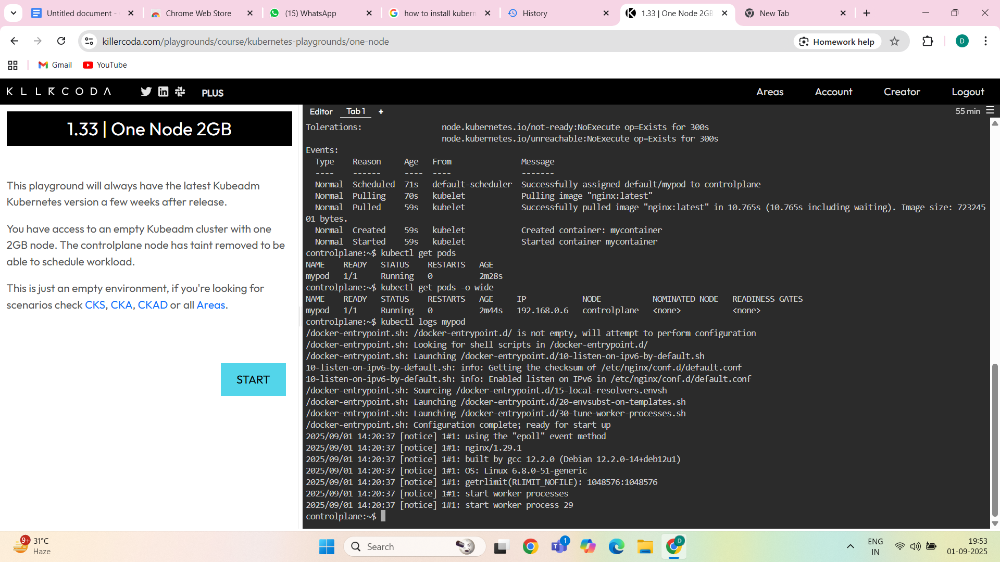 Untitled document -
Chrome Web Store
(15) WhatsApp
how to install kubern
History
1.33 | One Node 2GB
New Tab
killercoda.com/playgrounds/course/kubernetes-playgrounds/one-node
Homework help
D
Gmail
YouTube
KLLRCODA
PLUS
Areas
Account
Creator
Logout
1.33 | One Node 2GB
This playground will always have the latest Kubeadm
Kubernetes version a few weeks after release.
You have access to an empty Kubeadm cluster with one
2GB node. The controlplane node has taint removed to be
able to schedule workload.
This is just an empty environment, if you're looking for
scenarios check CKS, CKA, CKAD or all Areas.
START
Editor
Tab 1
+
55 min
Tolerations: node.kubernetes.io/not-ready:NoExecute op=Exists for 300s
node.kubernetes.io/unreachable:NoExecute op=Exists for 300s
Events:
Type Reason Age From Message
---- ------ ---- ---- -------
Normal Scheduled 71s default-scheduler Successfully assigned default/mypod to controlplane
Normal Pulling 70s kubelet Pulling image "nginx:latest"
Normal Pulled 59s kubelet Successfully pulled image "nginx:latest" in 10.765s (10.765s including waiting). Image size: 723245
01 bytes.
Normal Created 59s kubelet Created container: mycontainer
Normal Started 59s kubelet Started container mycontainer
controlplane:~$ kubectl get pods
NAME READY STATUS RESTARTS AGE
mypod 1/1 Running 0 2m28s
controlplane:~$ kubectl get pods -o wide
NAME READY STATUS RESTARTS AGE IP NODE NOMINATED NODE READINESS GATES
mypod 1/1 Running 0 2m44s 192.168.0.6 controlplane <none> <none>
controlplane:~$ kubectl logs mypod
/docker-entrypoint.sh: /docker-entrypoint.d/ is not empty, will attempt to perform configuration
/docker-entrypoint.sh: Looking for shell scripts in /docker-entrypoint.d/
/docker-entrypoint.sh: Launching /docker-entrypoint.d/10-listen-on-ipv6-by-default.sh
10-listen-on-ipv6-by-default.sh: info: Getting the checksum of /etc/nginx/conf.d/default.conf
10-listen-on-ipv6-by-default.sh: info: Enabled listen on IPv6 in /etc/nginx/conf.d/default.conf
/docker-entrypoint.sh: Sourcing /docker-entrypoint.d/15-local-resolvers.envsh
/docker-entrypoint.sh: Launching /docker-entrypoint.d/20-envsubst-on-templates.sh
/docker-entrypoint.sh: Launching /docker-entrypoint.d/30-tune-worker-processes.sh
/docker-entrypoint.sh: Configuration complete; ready for start up
2025/09/01 14:20:37 [notice] 1#1: using the "epoll" event method
2025/09/01 14:20:37 [notice] 1#1: nginx/1.29.1
2025/09/01 14:20:37 [notice] 1#1: built by gcc 12.2.0 (Debian 12.2.0-14+deb12u1)
2025/09/01 14:20:37 [notice] 1#1: OS: Linux 6.8.0-51-generic
2025/09/01 14:20:37 [notice] 1#1: getrlimit(RLIMIT_NOFILE): 1048576:1048576
2025/09/01 14:20:37 [notice] 1#1: start worker processes
2025/09/01 14:20:37 [notice] 1#1: start worker process 29
controlplane:~$
9+
31°C
Haze
Search
1
D
ENG
IN
19:53
01-09-2025